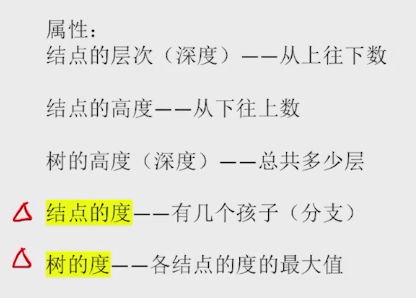 属性：
结点的层次（深度）——从上往下数
结点的高度——从下往上数
树的高度（深度）——总共多少层
结点的度——有几个孩子（分支）
树的度——各结点的度的最大值